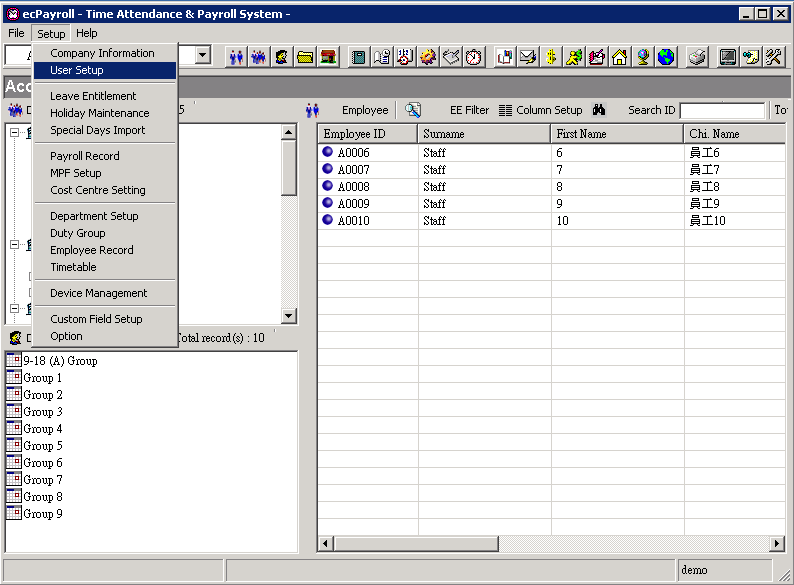 ecPayroll - Time Attendance & Payroll System -
File Setup Help
Company Information
User Setup
Leave Entitlement
Holiday Maintenance
Special Days Import
Payroll Record
MPF Setup
Cost Centre Setting
Department Setup
Duty Group
Employee Record
Timetable
Device Management
Custom Field Setup
Option
Employee EE Filter Column Setup Search ID
Employee ID Surname First Name Chi. Name
A0006 Staff 6 員工6
A0007 Staff 7 員工7
A0008 Staff 8 員工8
A0009 Staff 9 員工9
A0010 Staff 10 員工10
Total record(s) : 10
9-18 (A) Group
Group 1
Group 2
Group 3
Group 4
Group 5
Group 6
Group 7
Group 8
Group 9
demo